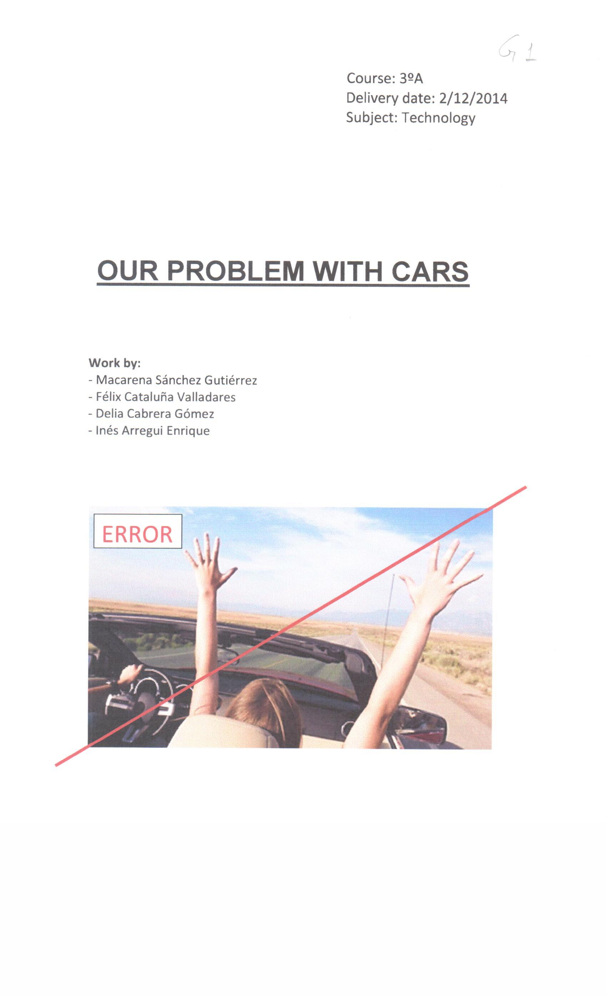 G 1
Course: 3ºA
Delivery date: 2/12/2014
Subject: Technology
OUR PROBLEM WITH CARS
Work by:
- Macarena Sánchez Gutiérrez
- Félix Cataluña Valladares
- Delia Cabrera Gómez
- Inés Arregui Enrique
ERROR